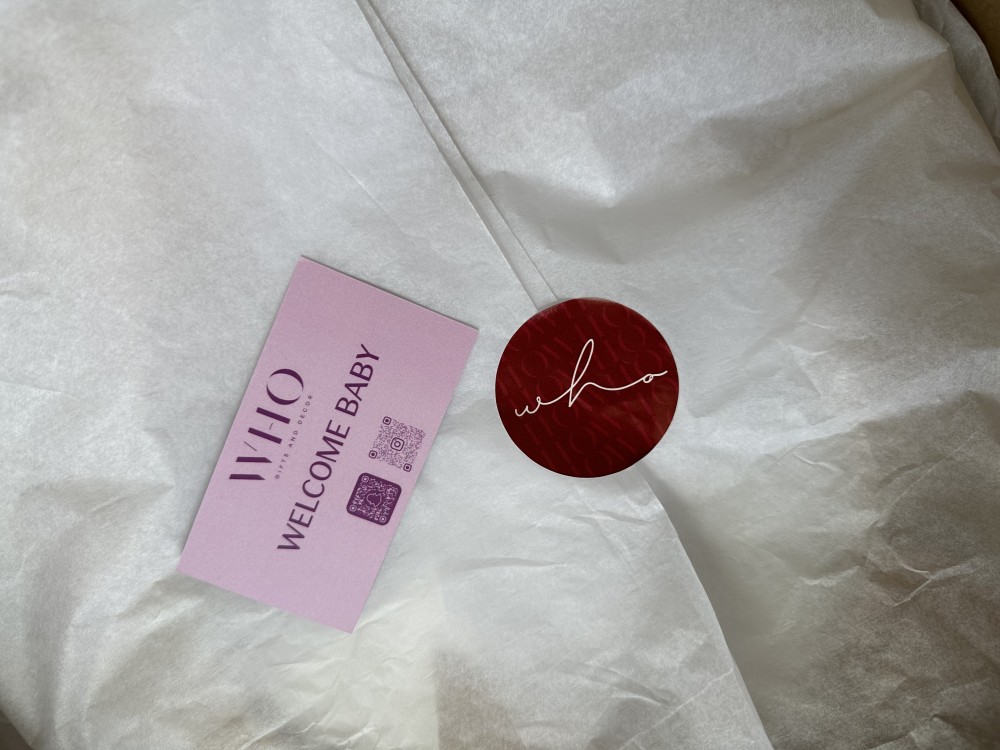 WHO
GIFTS AND DECOR
WELCOME BABY
who